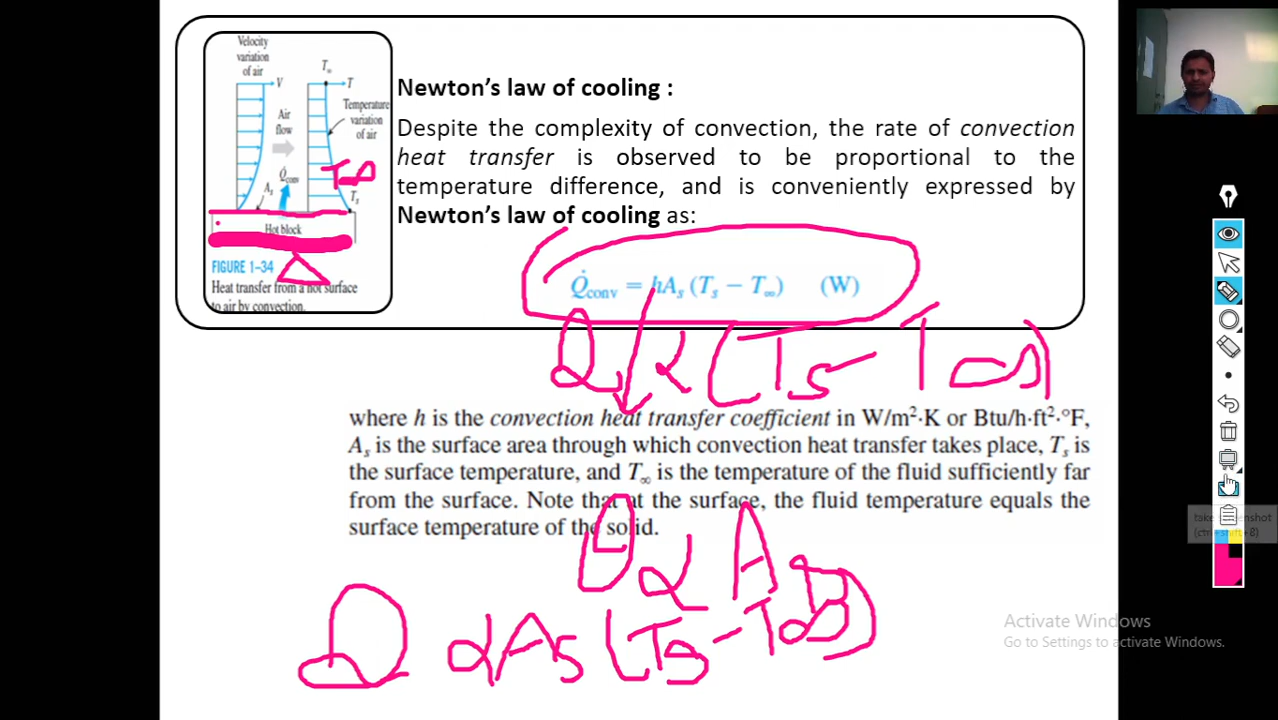 Velocity
variation
of air
V
T∞
T
Air
flow
Temperature
variation
of air
Q̇conv
T∞
As
Ts
Hot block
FIGURE 1–34
Heat transfer from a hot surface
to air by convection.
Newton’s law of cooling :
Despite the complexity of convection, the rate of convection
heat transfer is observed to be proportional to the
temperature difference, and is conveniently expressed by
Newton’s law of cooling as:
Q̇conv = hAs (Ts − T∞) (W)
Q α (Ts - T∞)
where h is the convection heat transfer coefficient in W/m²·K or Btu/h·ft²·°F,
As is the surface area through which convection heat transfer takes place, Ts is
the surface temperature, and T∞ is the temperature of the fluid sufficiently far
from the surface. Note that at the surface, the fluid temperature equals the
surface temperature of the solid.
Q α As
Q α As (Ts - T∞)
take screenshot
(ctrl+shift+8)
Activate Windows
Go to Settings to activate Windows.